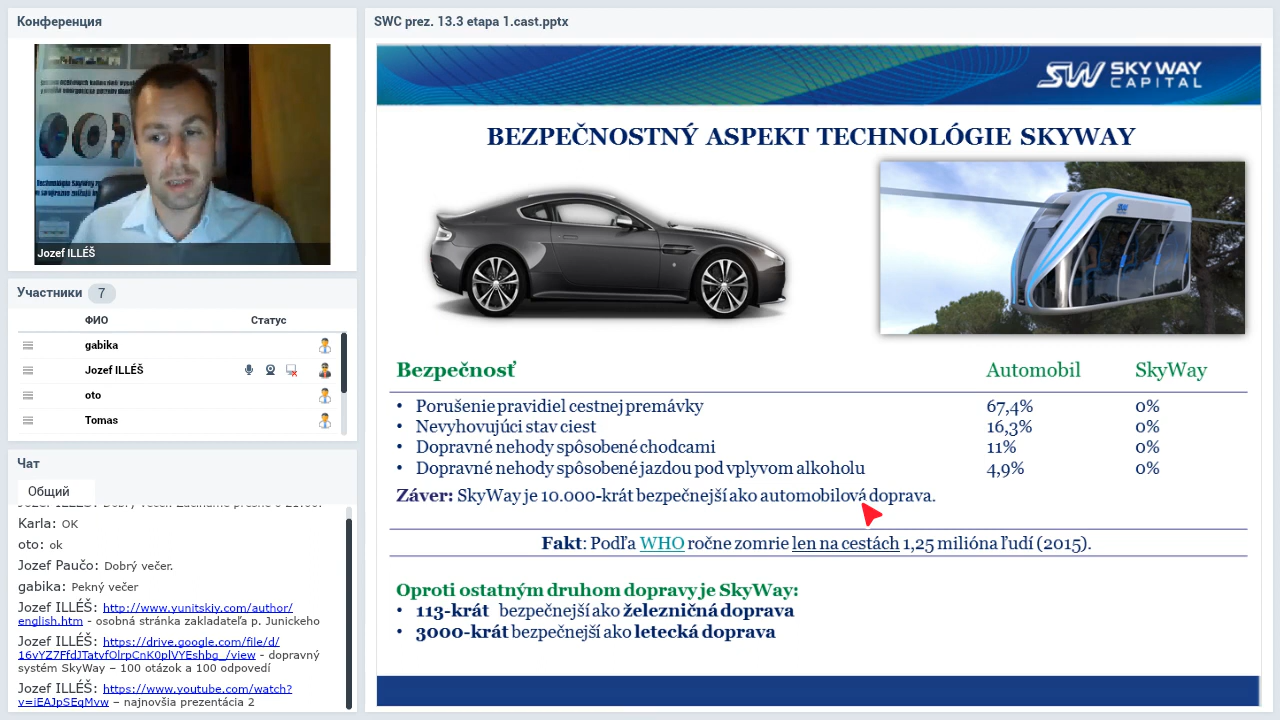 Конференция
Jozef ILLÉŠ
Участники 7
ФИО Статус
gabika
Jozef ILLÉŠ
oto
Tomas
Чат
Общий
Karla: OK
oto: ok
Jozef Paučo: Dobrý večer.
gabika: Pekný večer
Jozef ILLÉŠ: http://www.yunitskiy.com/author/
english.htm - osobná stránka zakladateľa p. Junickeho
Jozef ILLÉŠ: https://drive.google.com/file/d/
16vYZ7FfdJTatvfOlrpCnK0plVYEshbg_/view - dopravný
systém SkyWay – 100 otázok a 100 odpovedí
Jozef ILLÉŠ: https://www.youtube.com/watch?
v=jEAJpSEqMvw – najnovšia prezentácia 2
SWC prez. 13.3 etapa 1.cast.pptx
SW SKY WAY
CAPITAL
BEZPEČNOSTNÝ ASPEKT TECHNOLÓGIE SKYWAY
Bezpečnosť Automobil SkyWay
• Porušenie pravidiel cestnej premávky 67,4% 0%
• Nevyhovujúci stav ciest 16,3% 0%
• Dopravné nehody spôsobené chodcami 11% 0%
• Dopravné nehody spôsobené jazdou pod vplyvom alkoholu 4,9% 0%
Záver: SkyWay je 10.000-krát bezpečnejší ako automobilová doprava.
Fakt: Podľa WHO ročne zomrie len na cestách 1,25 milióna ľudí (2015).
Oproti ostatným druhom dopravy je SkyWay:
• 113-krát bezpečnejší ako železničná doprava
• 3000-krát bezpečnejší ako letecká doprava